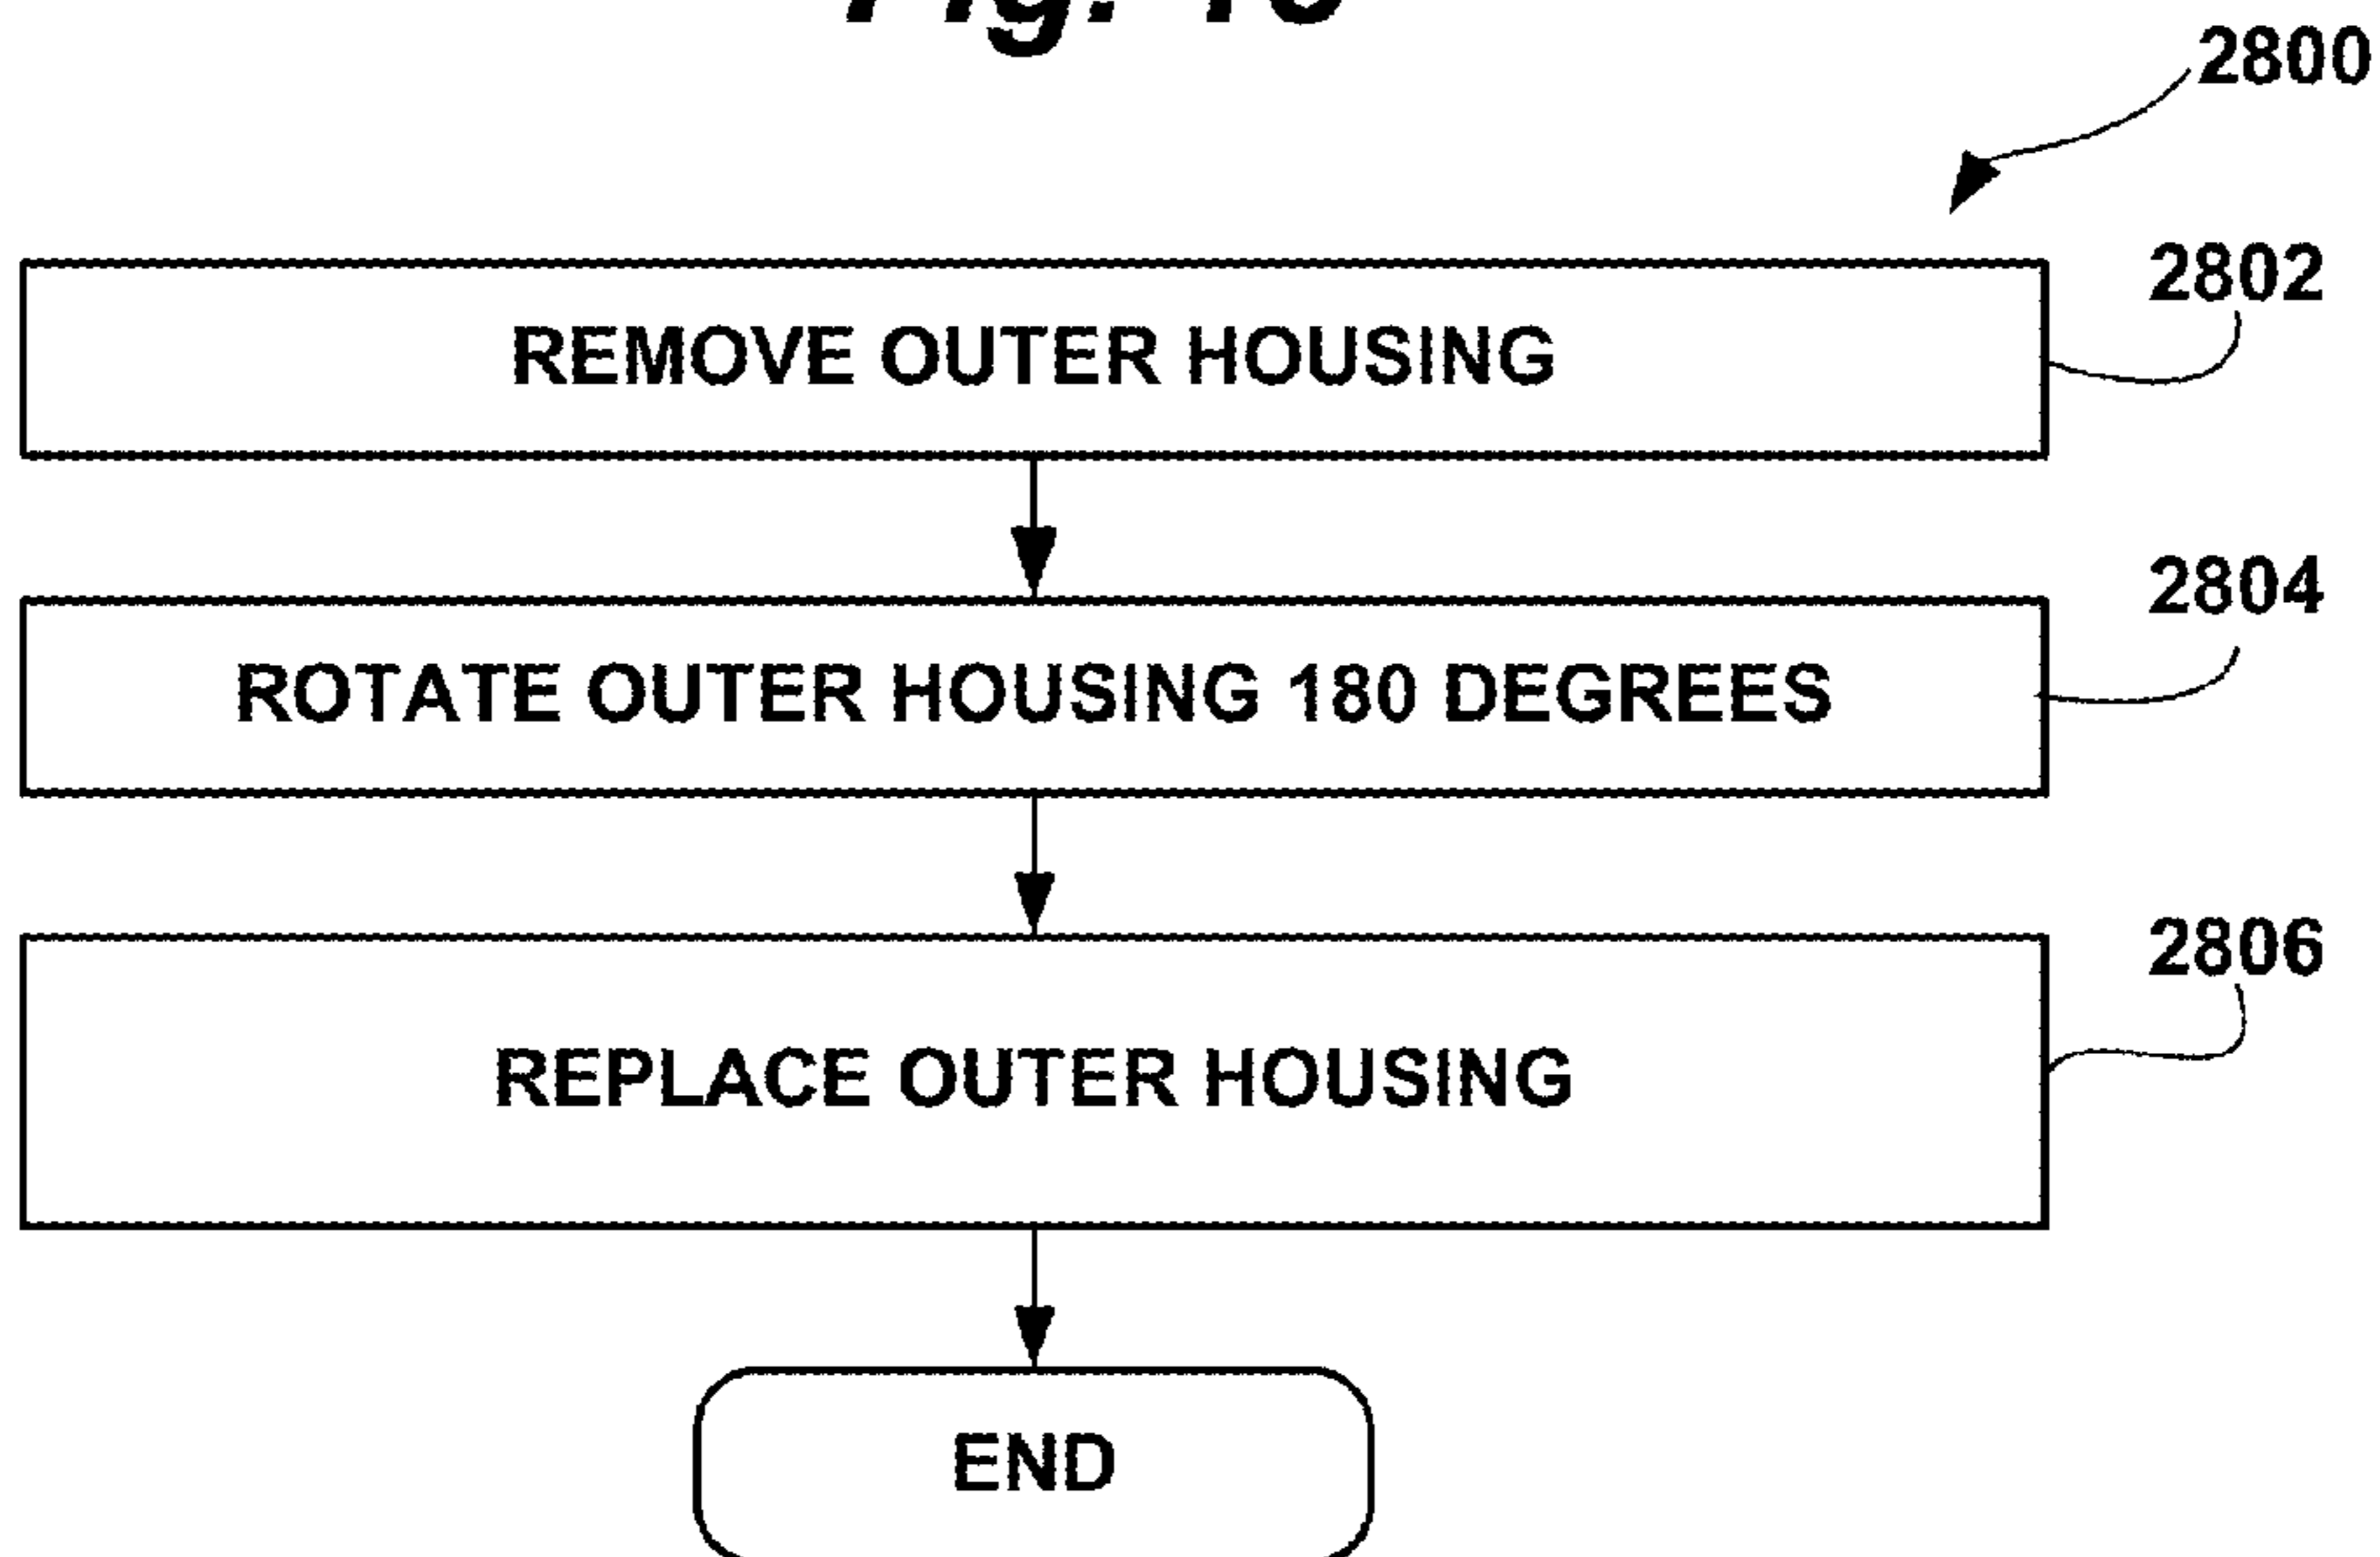 2800
2802
REMOVE OUTER HOUSING
2804
ROTATE OUTER HOUSING 180 DEGREES
2806
REPLACE OUTER HOUSING
END